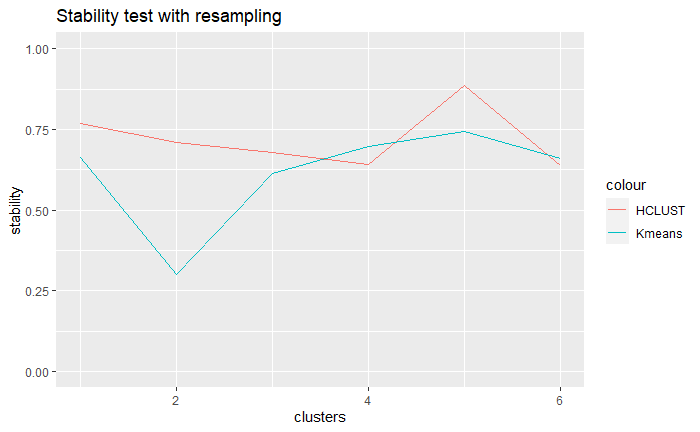 Stability test with resampling
1.00
0.75
0.50
0.25
0.00
stability
2
4
6
clusters
colour
HCLUST
Kmeans